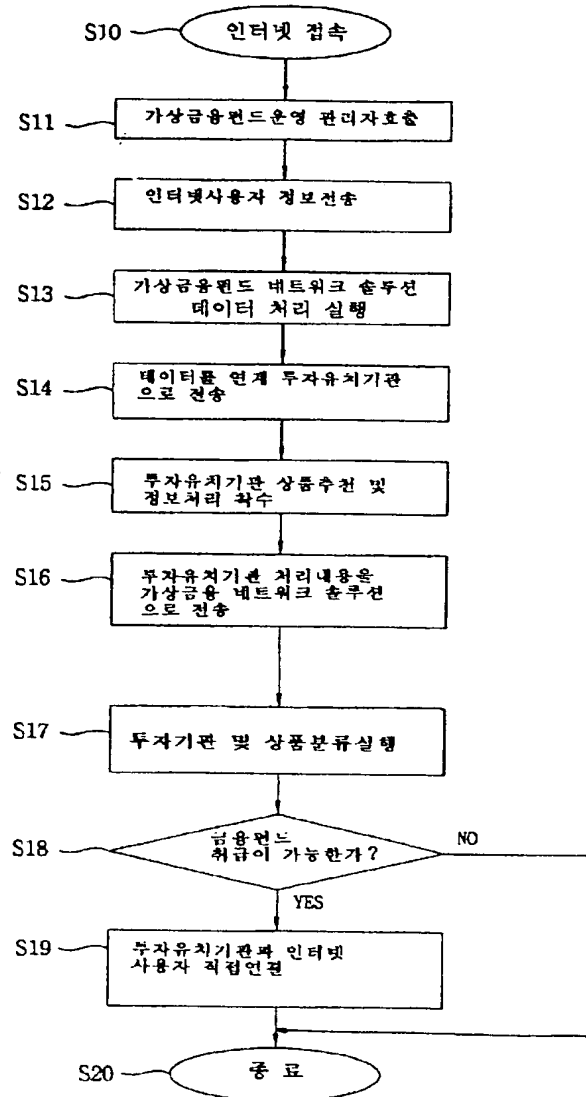 S10
인터넷 접속
S11
가상금융펀드운영 관리자호출
S12
인터넷사용자 정보전송
S13
가상금융펀드 네트워크 솔루션
데이터 처리 실행
S14
데이터를 연계 투자유치기관
으로 전송
S15
투자유치기관 상품추천 및
정보처리 착수
S16
투자유치기관 처리내용을
가상금융 네트워크 솔루션
으로 전송
S17
투자기관 및 상품분류실행
S18
금융펀드
취급이 가능한가?
NO
YES
S19
투자유치기관과 인터넷
사용자 직접연결
S20
종료